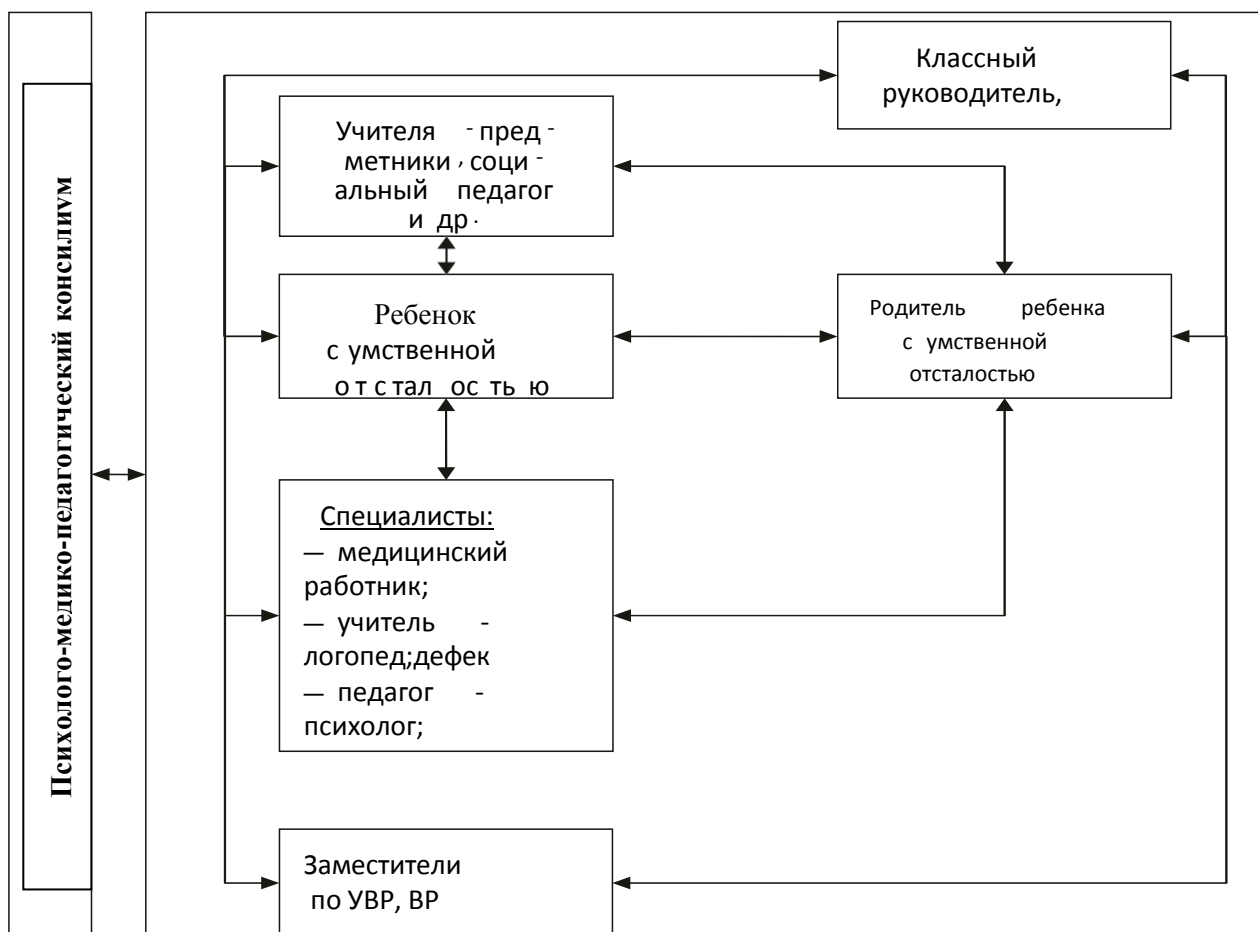 Психолого-медико-педагогический консилиум
Классный
руководитель,
Учителя - пред -
метники , соци -
альный педагог
и др .
Ребенок
с умственной
о т с тал ос ть ю
Родитель ребенка
с умственной
отсталостью
Специалисты:
— медицинский
работник;
— учитель -
логопед;дефек
— педагог -
психолог;
Заместители
по УВР, ВР